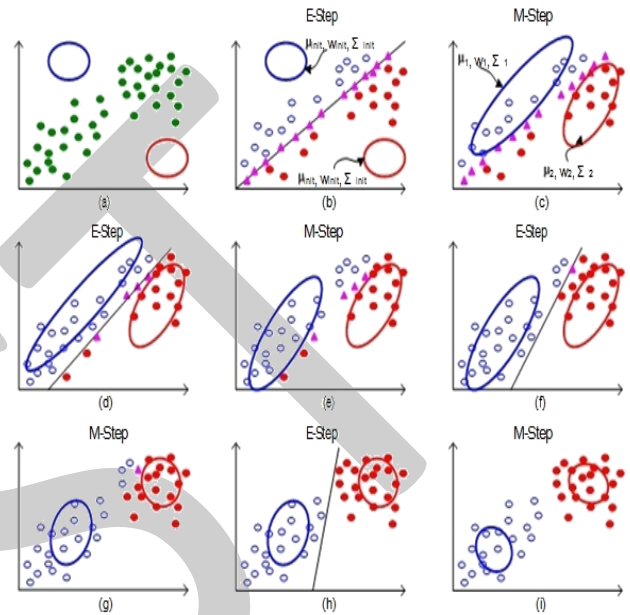 E-Step
M-Step
μinit, winit, Σ init
μinit, winit, Σ init
μ1, w1, Σ 1
μ2, w2, Σ 2
(a)
(b)
(c)
E-Step
M-Step
E-Step
(d)
(e)
(f)
M-Step
E-Step
M-Step
(g)
(h)
(i)